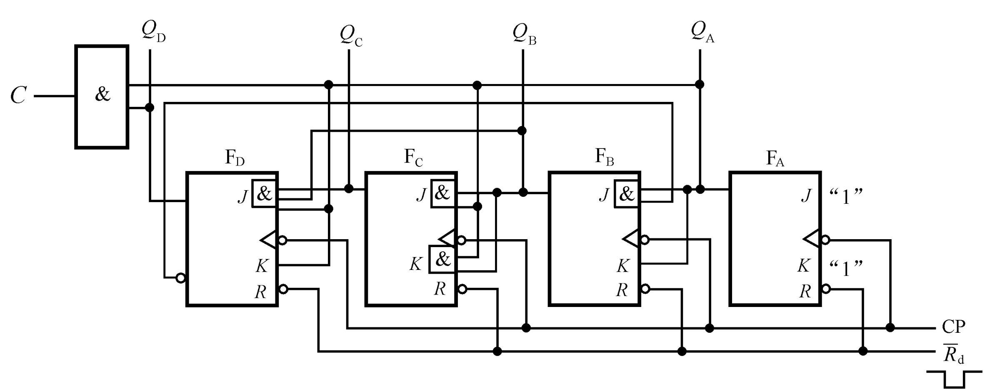 Q_D Q_C Q_B Q_A
C & 
F_D F_C F_B F_A
J & J & J & J “1”
K K & K K “1”
R R R R
CP
R̅_d